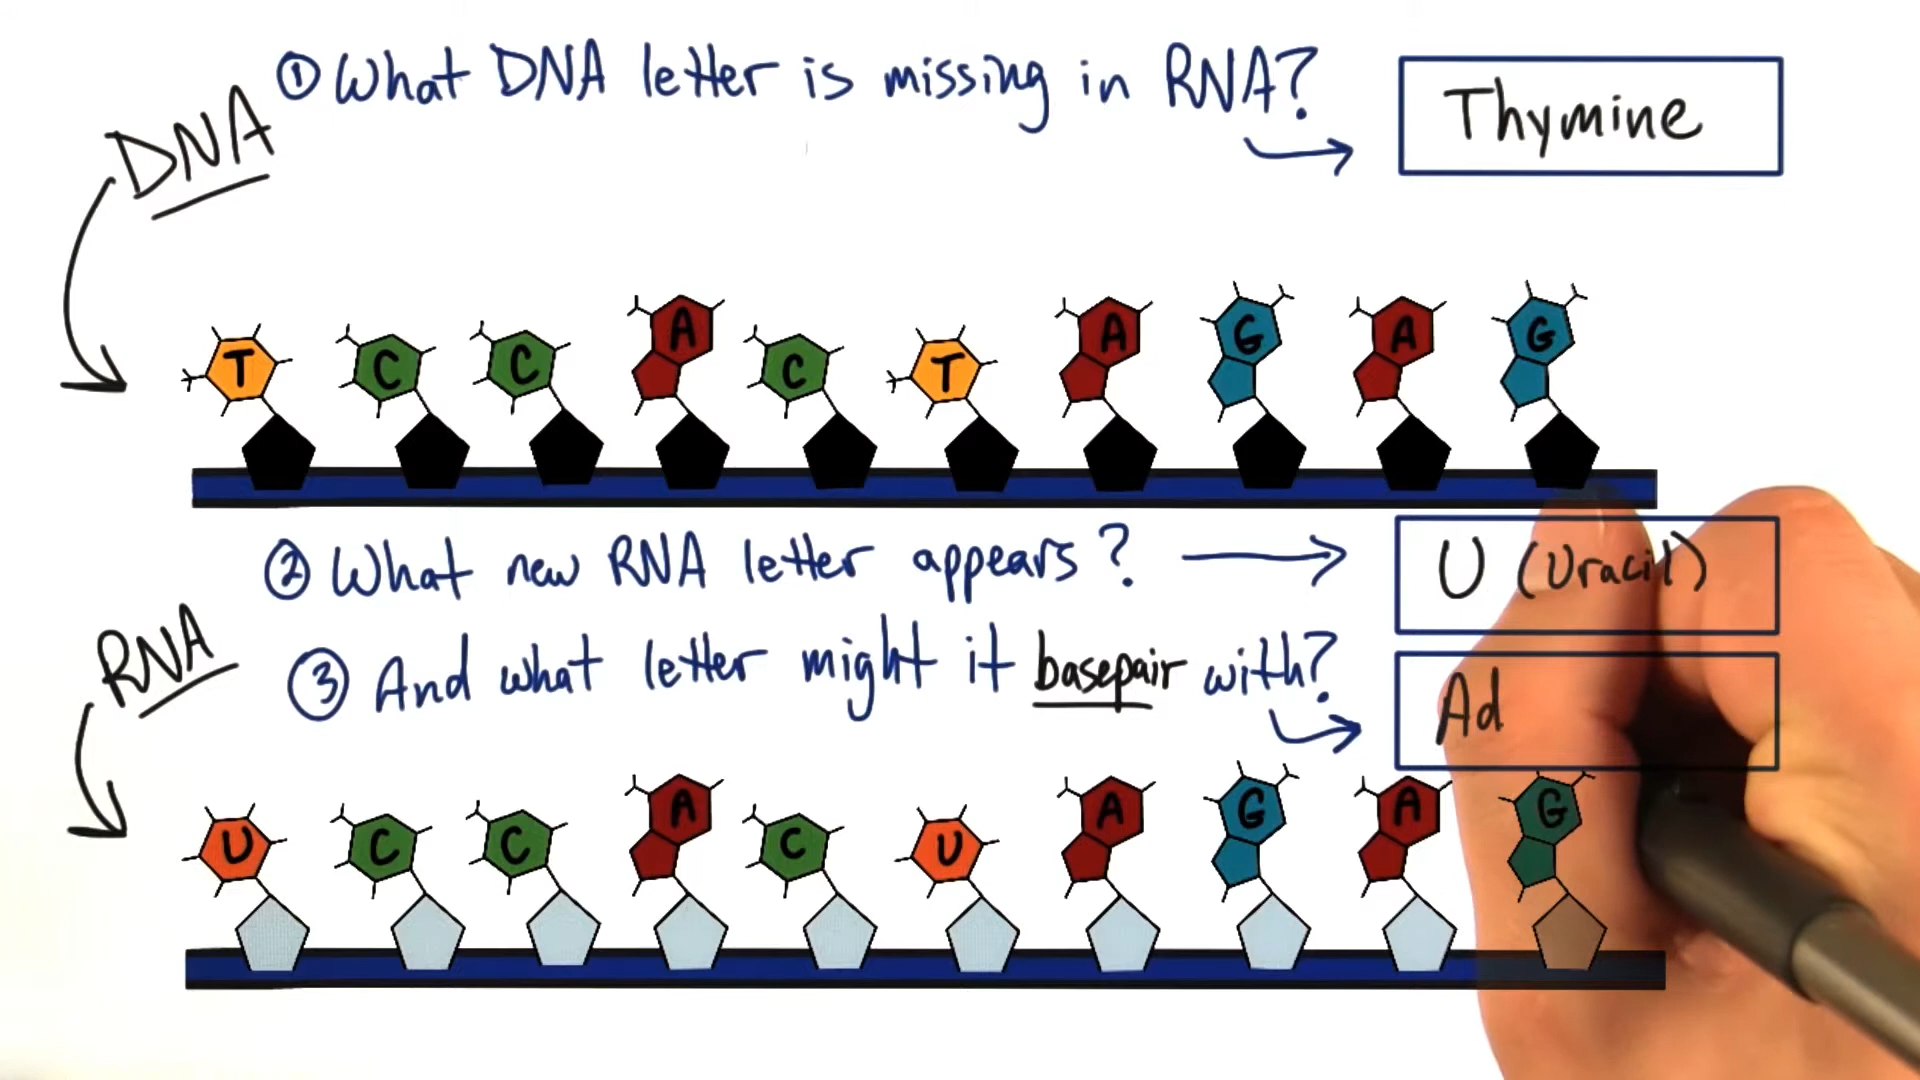 ① What DNA letter is missing in RNA?
Thymine
DNA
T C C A C T A G A G
② What new RNA letter appears?
U (Uracil)
RNA
③ And what letter might it basepair with?
Ad
U C C A C U A G A G